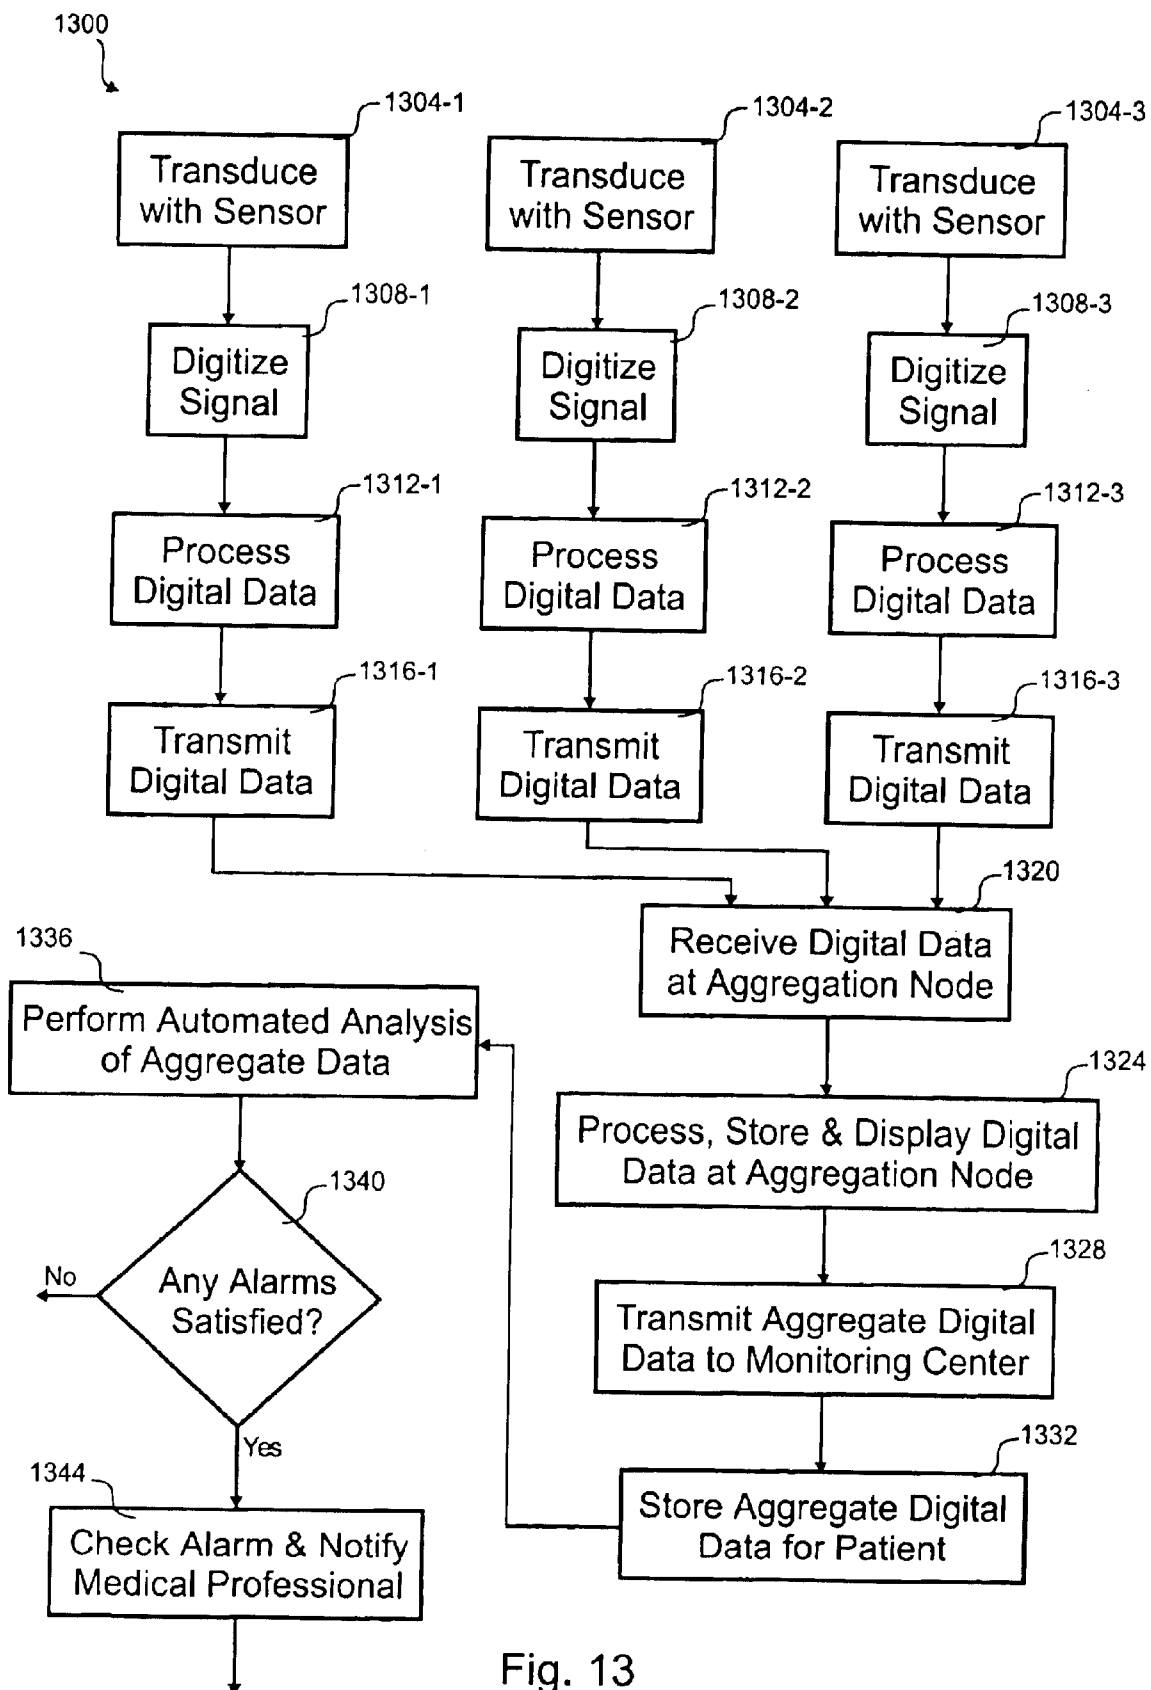 1300
1304-1
1304-2
1304-3
Transduce
with Sensor
Transduce
with Sensor
Transduce
with Sensor
1308-1
1308-2
1308-3
Digitize
Signal
Digitize
Signal
Digitize
Signal
1312-1
1312-2
1312-3
Process
Digital Data
Process
Digital Data
Process
Digital Data
1316-1
1316-2
1316-3
Transmit
Digital Data
Transmit
Digital Data
Transmit
Digital Data
1320
Receive Digital Data
at Aggregation Node
1336
Perform Automated Analysis
of Aggregate Data
1324
Process, Store & Display Digital
Data at Aggregation Node
1340
Any Alarms
Satisfied?
No
Yes
1328
Transmit Aggregate Digital
Data to Monitoring Center
1332
Store Aggregate Digital
Data for Patient
1344
Check Alarm & Notify
Medical Professional
Fig. 13